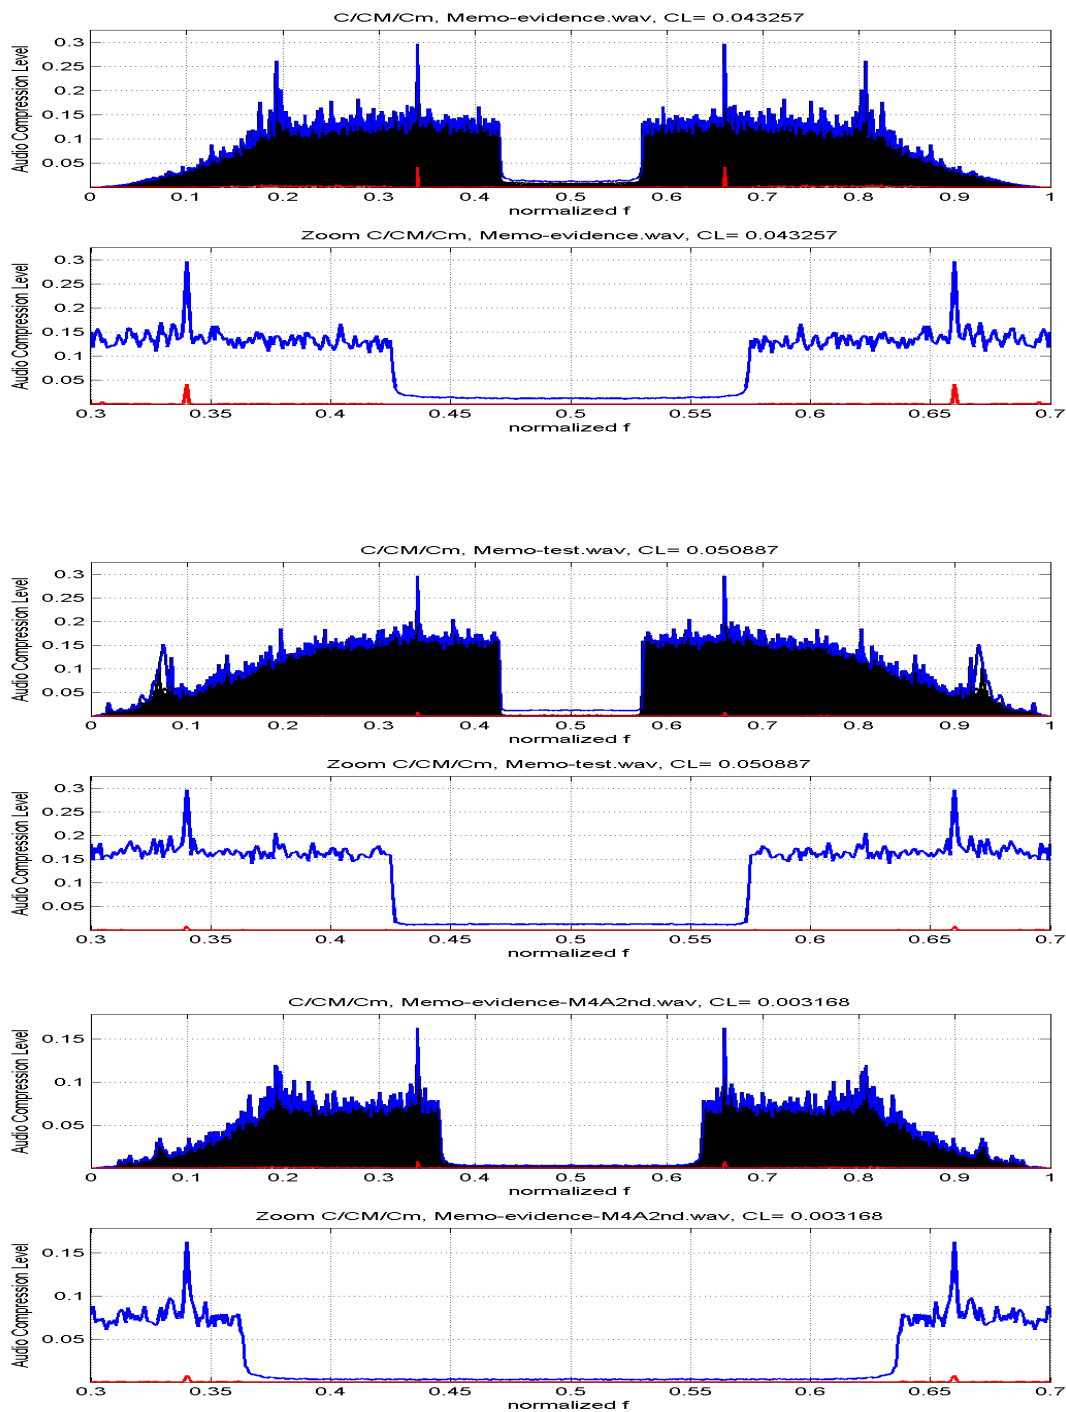 C/CM/Cm, Memo-evidence.wav, CL= 0.043257
Audio Compression Level
0.3
0.25
0.2
0.15
0.1
0.05
0 0.1 0.2 0.3 0.4 0.5 0.6 0.7 0.8 0.9 1
normalized f
Zoom C/CM/Cm, Memo-evidence.wav, CL= 0.043257
Audio Compression Level
0.3
0.25
0.2
0.15
0.1
0.05
0.3 0.35 0.4 0.45 0.5 0.55 0.6 0.65 0.7
normalized f
C/CM/Cm, Memo-test.wav, CL= 0.050887
Audio Compression Level
0.3
0.25
0.2
0.15
0.1
0.05
0 0.1 0.2 0.3 0.4 0.5 0.6 0.7 0.8 0.9 1
normalized f
Zoom C/CM/Cm, Memo-test.wav, CL= 0.050887
Audio Compression Level
0.3
0.25
0.2
0.15
0.1
0.05
0.3 0.35 0.4 0.45 0.5 0.55 0.6 0.65 0.7
normalized f
C/CM/Cm, Memo-evidence-M4A2nd.wav, CL= 0.003168
Audio Compression Level
0.15
0.1
0.05
0 0.1 0.2 0.3 0.4 0.5 0.6 0.7 0.8 0.9 1
normalized f
Zoom C/CM/Cm, Memo-evidence-M4A2nd.wav, CL= 0.003168
Audio Compression Level
0.15
0.1
0.05
0.3 0.35 0.4 0.45 0.5 0.55 0.6 0.65 0.7
normalized f